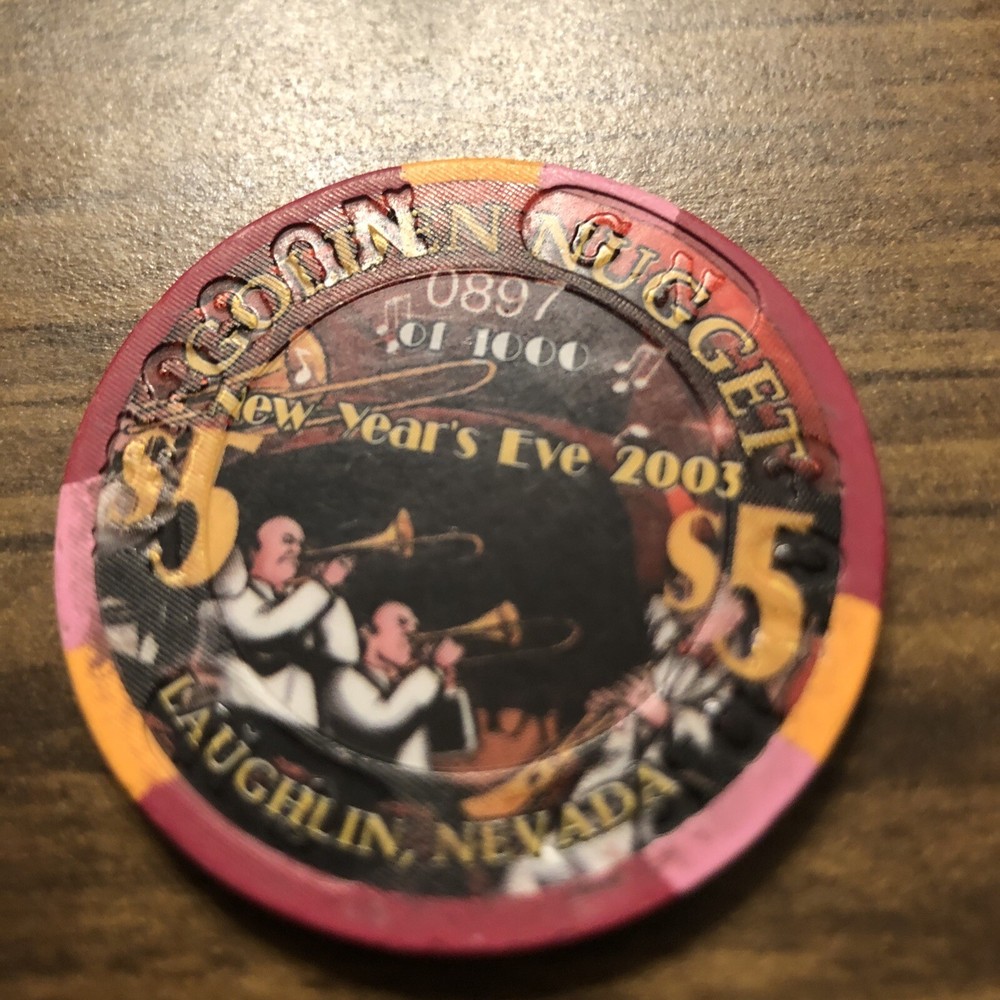 GOLDEN NUGGET
0897
of 1000
New Year's Eve 2003
$5
$5
LAUGHLIN, NEVADA